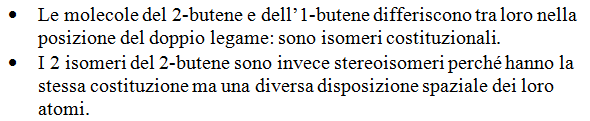 • Le molecole del 2-butene e dell’1-butene differiscono tra loro nella
posizione del doppio legame: sono isomeri costituzionali.
• I 2 isomeri del 2-butene sono invece stereoisomeri perché hanno la
stessa costituzione ma una diversa disposizione spaziale dei loro
atomi.